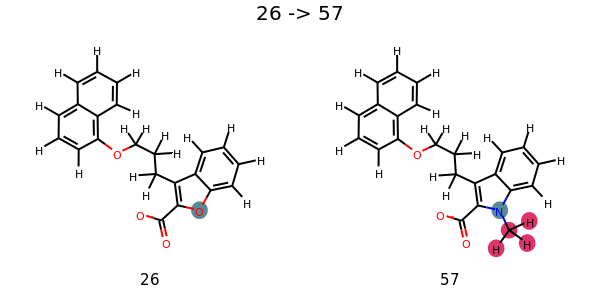 26 -> 57
H H
H H H H
H H H H
H H H H H H H H H H
H O H H H O H H
H H H H
H H H H
O O O N
H
O O H H
26 57